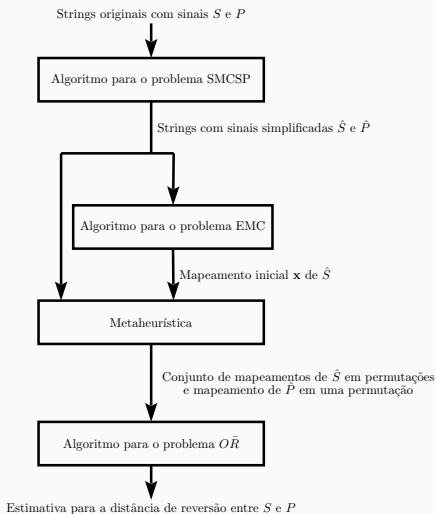 Strings originais com sinais S e P
Algoritmo para o problema SMCSP
Strings com sinais simplificadas Ŝ e P̂
Algoritmo para o problema EMC
Mapeamento inicial x de Ŝ
Metaheurística
Conjunto de mapeamentos de Ŝ em permutações
e mapeamento de P̂ em uma permutação
Algoritmo para o problema OR̄
Estimativa para a distância de reversão entre S e P